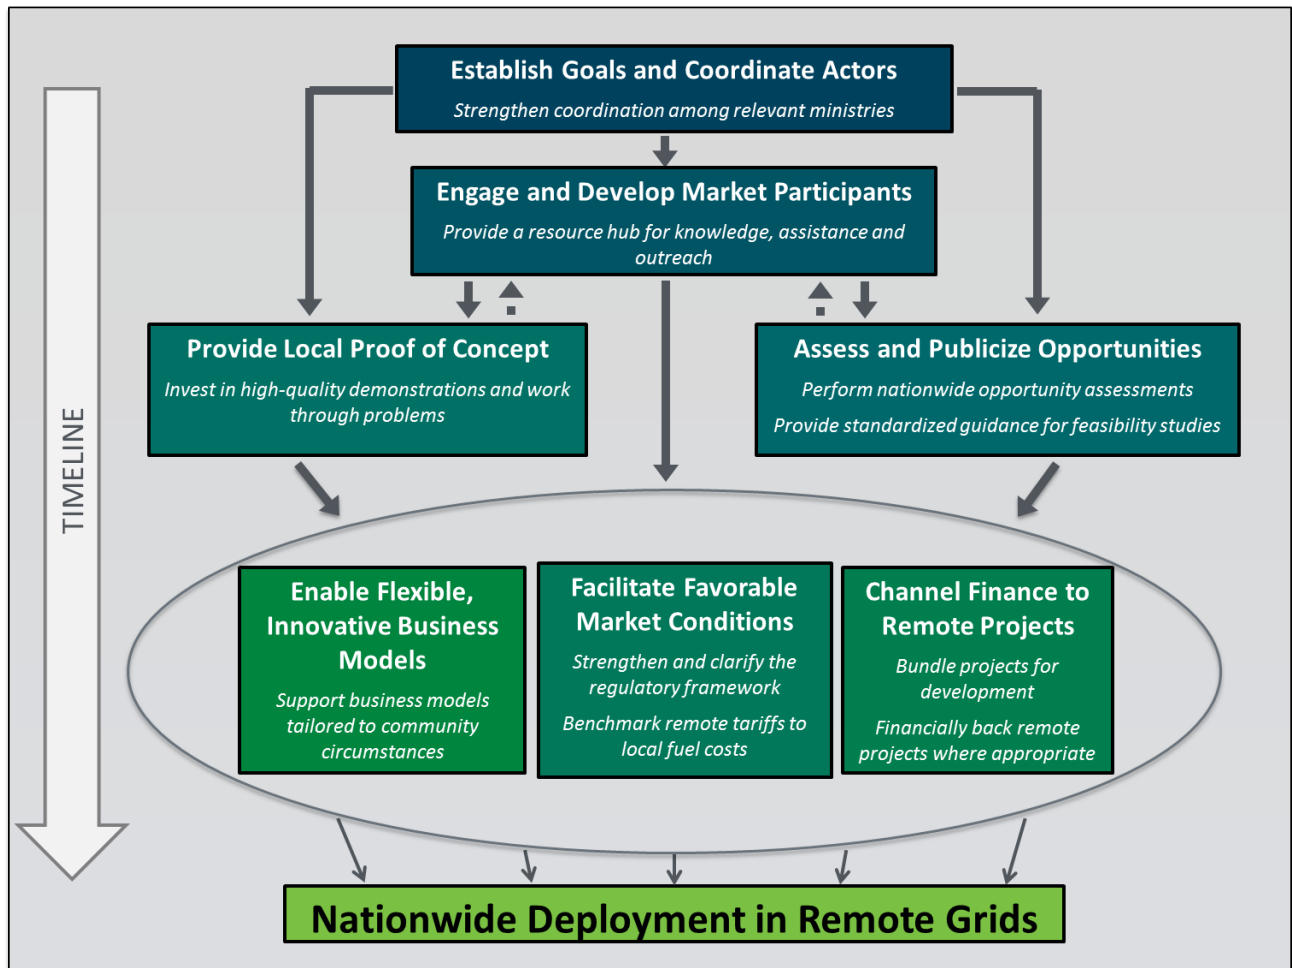 Establish Goals and Coordinate Actors
Strengthen coordination among relevant ministries
Engage and Develop Market Participants
Provide a resource hub for knowledge, assistance and
outreach
Provide Local Proof of Concept
Invest in high-quality demonstrations and work
through problems
Assess and Publicize Opportunities
Perform nationwide opportunity assessments
Provide standardized guidance for feasibility studies
TIMELINE
Enable Flexible,
Innovative Business
Models
Support business models
tailored to community
circumstances
Facilitate Favorable
Market Conditions
Strengthen and clarify the
regulatory framework
Benchmark remote tariffs to
local fuel costs
Channel Finance to
Remote Projects
Bundle projects for
development
Financially back remote
projects where appropriate
Nationwide Deployment in Remote Grids